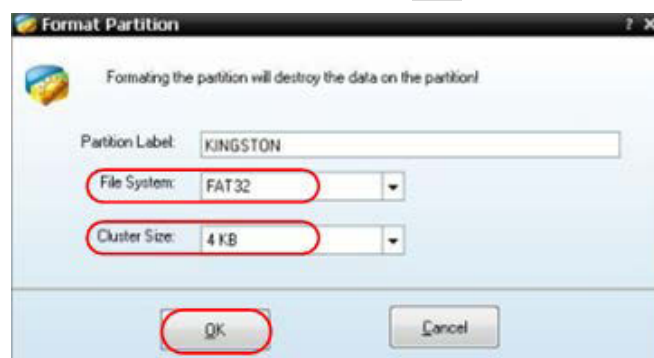 Format Partition ? X
Formating the partition will destroy the data on the partition!
Partition Label: KINGSTON
File System: FAT32
Cluster Size: 4 KB
OK Cancel